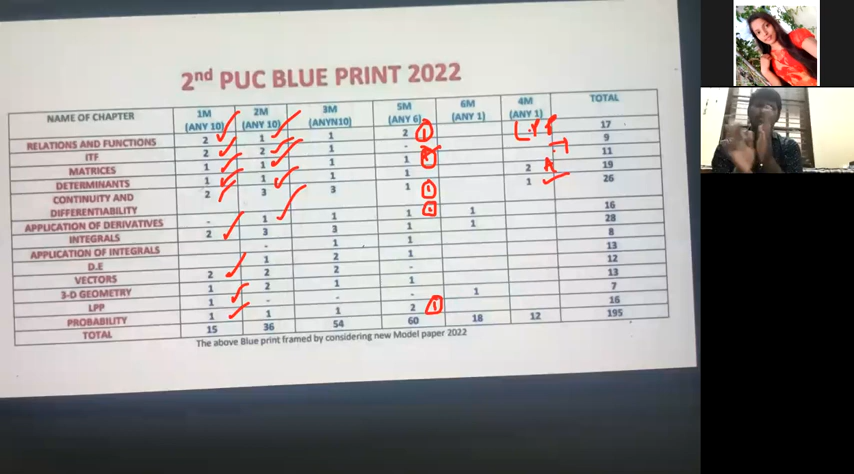 2nd PUC BLUE PRINT 2022
NAME OF CHAPTER 1M (ANY 10) 2M (ANY 10) 3M (ANYN10) 5M (ANY 6) 6M (ANY 1) 4M (ANY 1) TOTAL
RELATIONS AND FUNCTIONS 2 1 1 2 1 17
ITF 2 2 1 - 9
MATRICES 1 1 1 1 11
DETERMINANTS 1 1 1 1 2 19
CONTINUITY AND 2 3 3 1 1 1 26
DIFFERENTIABILITY
APPLICATION OF DERIVATIVES - 1 1 1 1 16
INTEGRALS 2 3 3 1 1 28
APPLICATION OF INTEGRALS - 1 1 8
D.E 1 2 1 13
VECTORS 2 2 2 - 12
3-D GEOMETRY 1 2 1 1 13
LPP 1 - - - 1 7
PROBABILITY 1 1 1 2 1 16
TOTAL 15 36 54 60 18 12 195
The above Blue print framed by considering new Model paper 2022